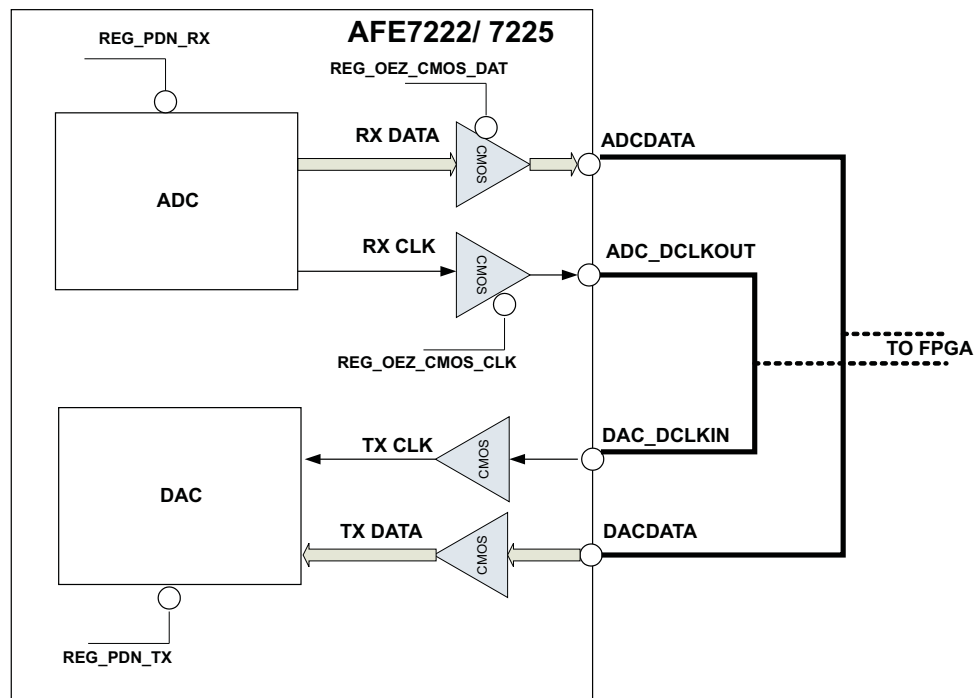 AFE7222/ 7225
REG_PDN_RX
REG_OEZ_CMOS_DAT
RX DATA
CMOS
ADCDATA
ADC
RX CLK
CMOS
ADC_DCLKOUT
REG_OEZ_CMOS_CLK
TO FPGA
TX CLK
CMOS
DAC_DCLKIN
DAC
TX DATA
CMOS
DACDATA
REG_PDN_TX